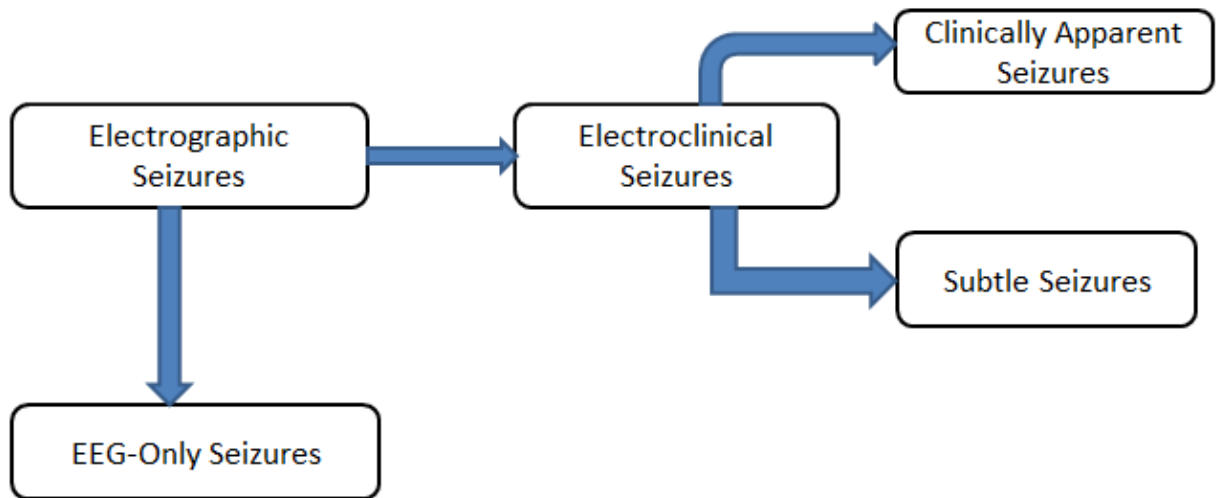 Clinically Apparent
Seizures
Electrographic
Seizures
Electroclinical
Seizures
Subtle Seizures
EEG-Only Seizures